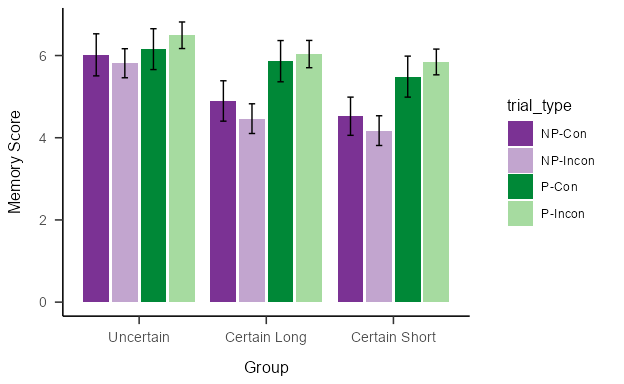 Memory Score
6
4
2
0
Uncertain
Certain Long
Certain Short
Group
trial_type
NP-Con
NP-Incon
P-Con
P-Incon